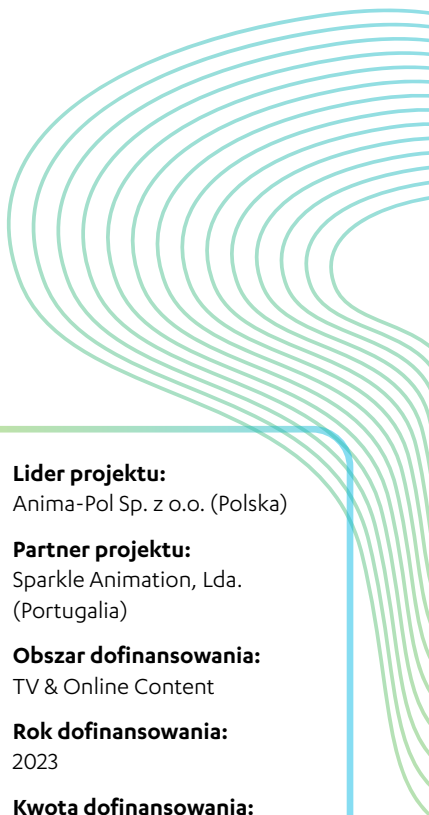 Lider projektu:
Anima-Pol Sp. z o.o. (Polska)
Partner projektu:
Sparkle Animation, Lda.
(Portugalia)
Obszar dofinansowania:
TV & Online Content
Rok dofinansowania:
2023
Kwota dofinansowania: